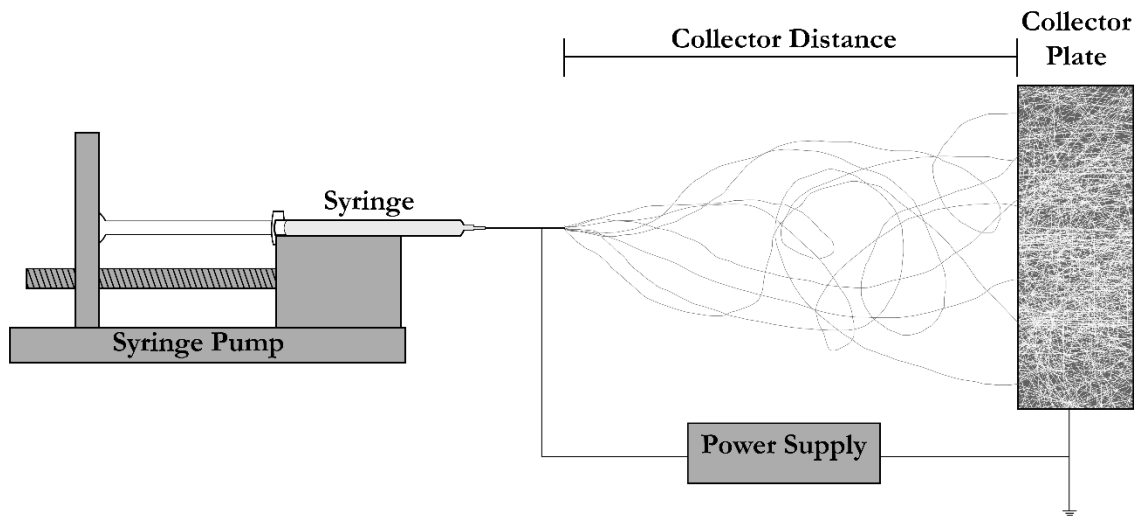 Collector Distance
Collector
Plate
Syringe
Syringe Pump
Power Supply